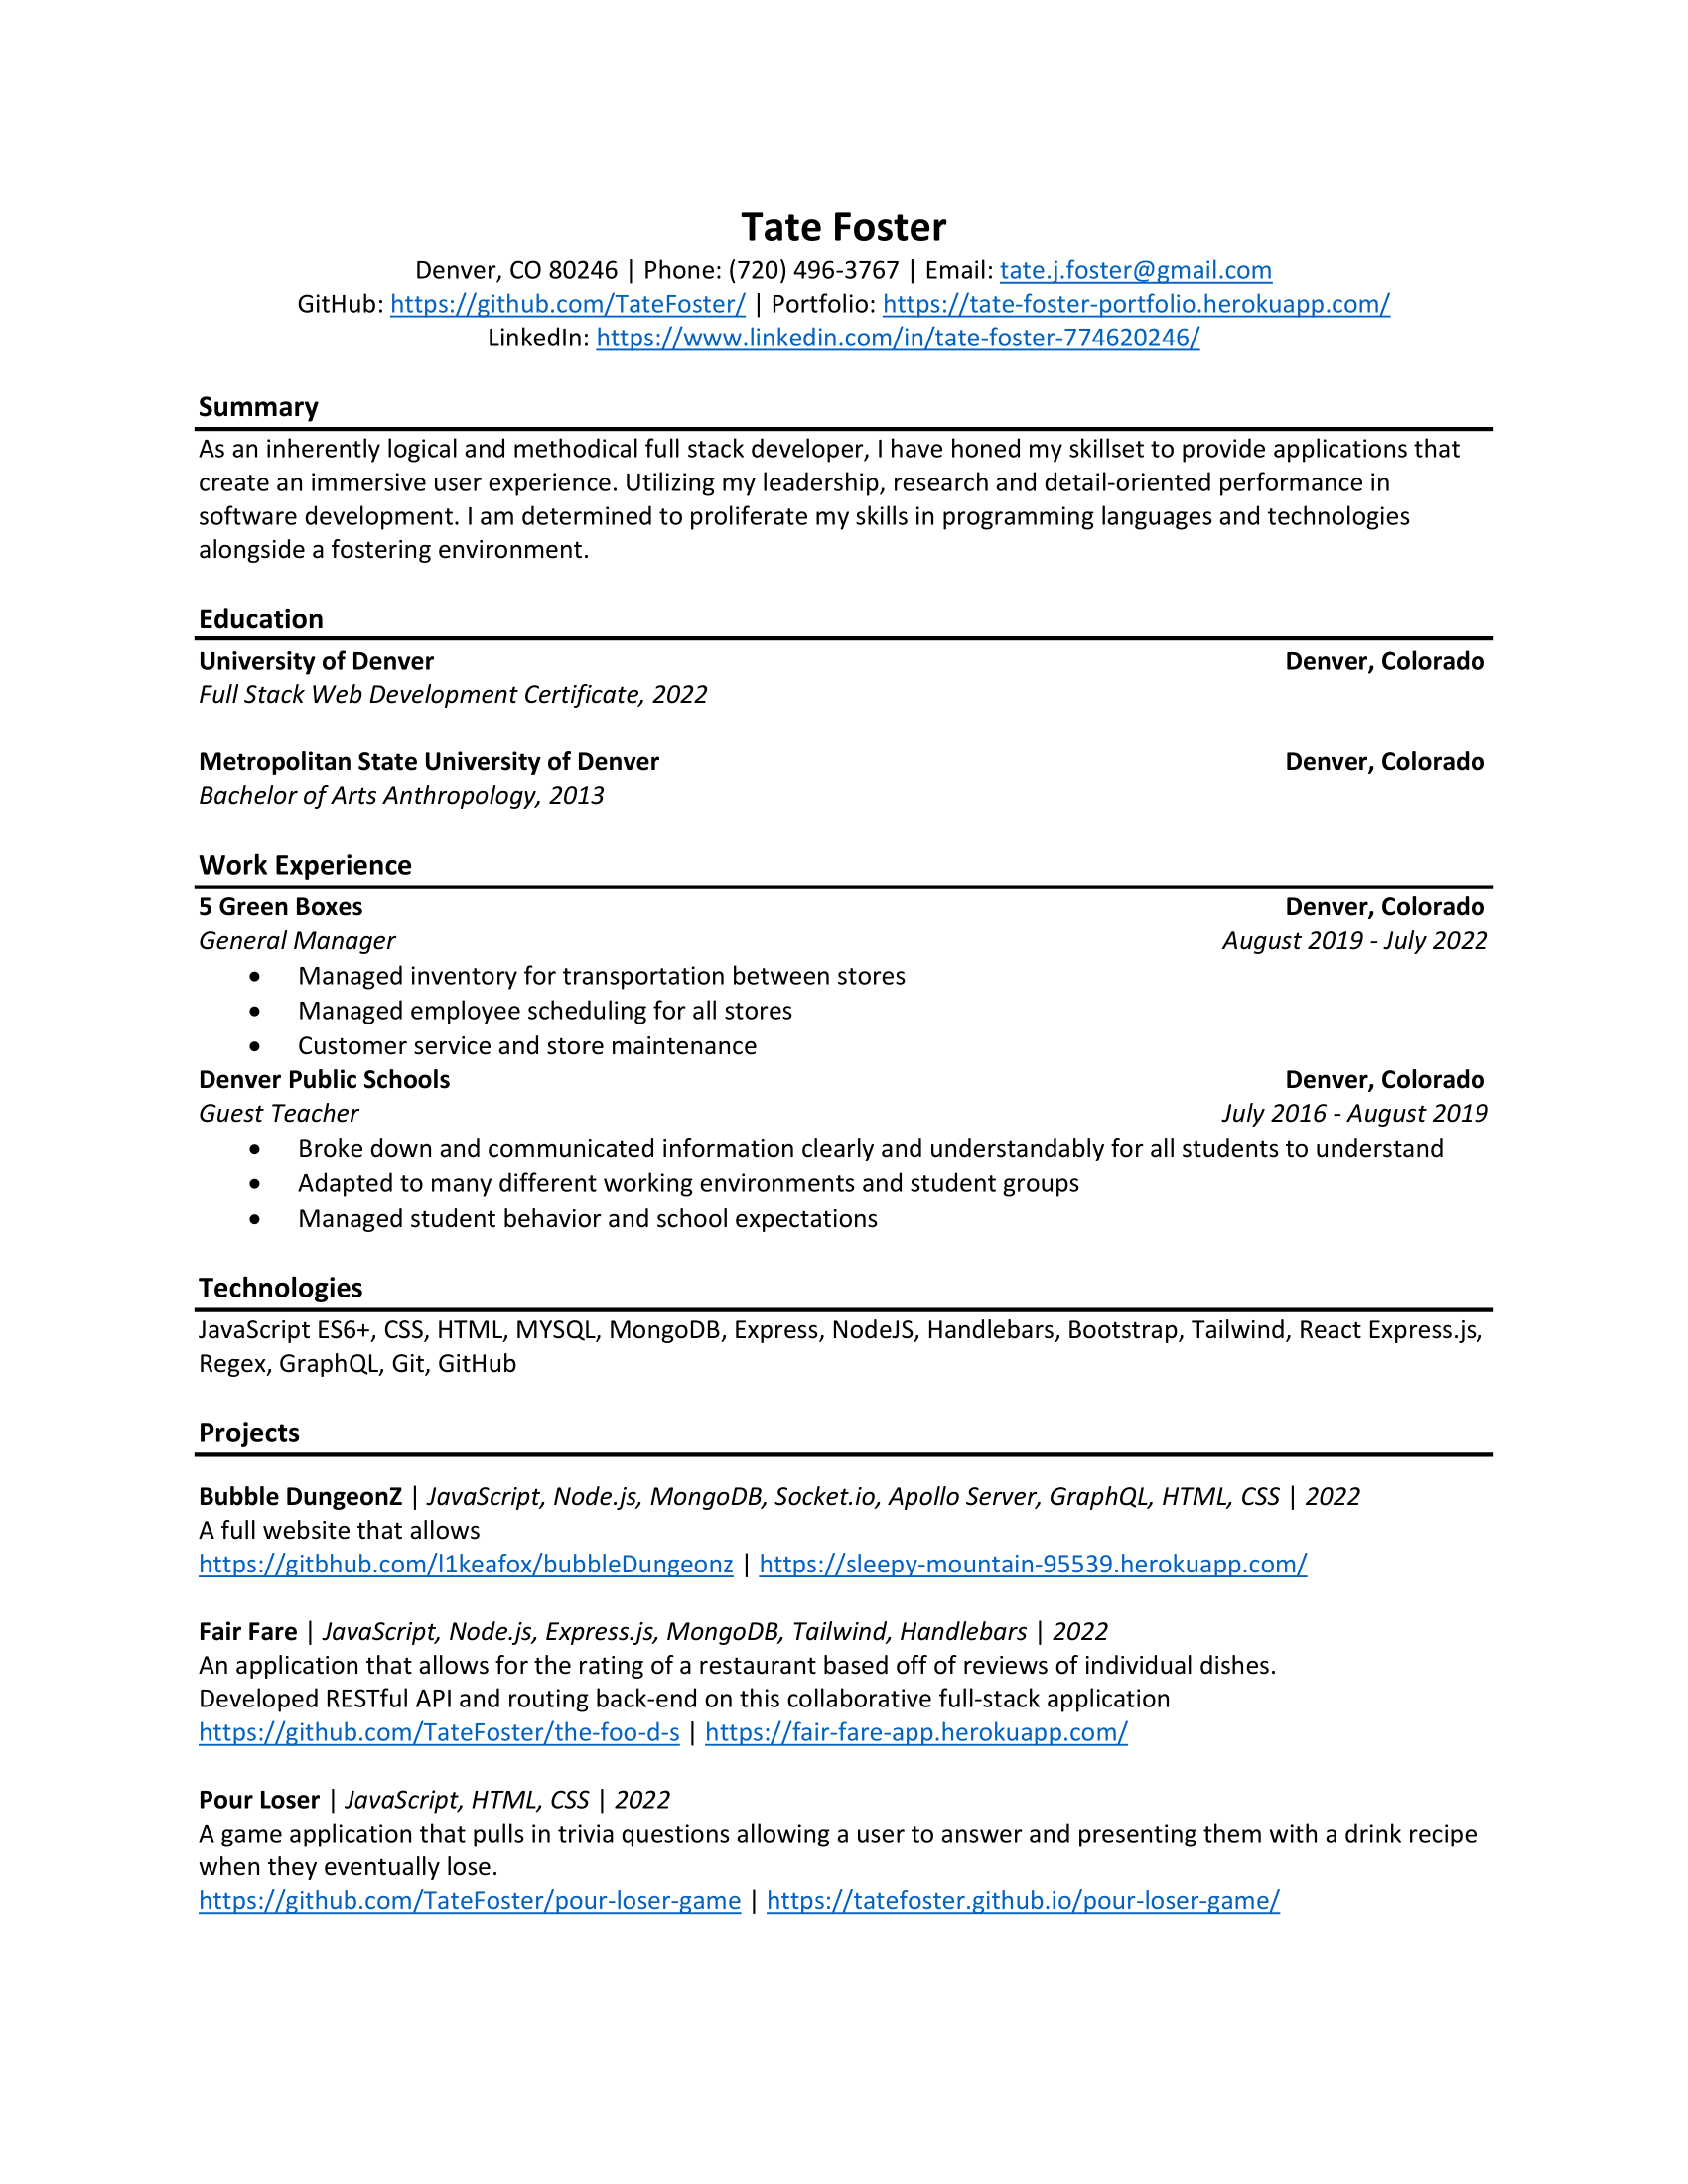 Tate Foster
Denver, CO 80246 | Phone: (720) 496-3767 | Email: tate.j.foster@gmail.com
GitHub: https://github.com/TateFoster/ | Portfolio: https://tate-foster-portfolio.herokuapp.com/
LinkedIn: https://www.linkedin.com/in/tate-foster-774620246/
Summary
As an inherently logical and methodical full stack developer, I have honed my skillset to provide applications that
create an immersive user experience. Utilizing my leadership, research and detail-oriented performance in
software development. I am determined to proliferate my skills in programming languages and technologies
alongside a fostering environment.
Education
University of Denver Denver, Colorado
Full Stack Web Development Certificate, 2022
Metropolitan State University of Denver Denver, Colorado
Bachelor of Arts Anthropology, 2013
Work Experience
5 Green Boxes Denver, Colorado
General Manager August 2019 - July 2022
• Managed inventory for transportation between stores
• Managed employee scheduling for all stores
• Customer service and store maintenance
Denver Public Schools Denver, Colorado
Guest Teacher July 2016 - August 2019
• Broke down and communicated information clearly and understandably for all students to understand
• Adapted to many different working environments and student groups
• Managed student behavior and school expectations
Technologies
JavaScript ES6+, CSS, HTML, MYSQL, MongoDB, Express, NodeJS, Handlebars, Bootstrap, Tailwind, React Express.js,
Regex, GraphQL, Git, GitHub
Projects
Bubble DungeonZ | JavaScript, Node.js, MongoDB, Socket.io, Apollo Server, GraphQL, HTML, CSS | 2022
A full website that allows
https://gitbhub.com/l1keafox/bubbleDungeonz | https://sleepy-mountain-95539.herokuapp.com/
Fair Fare | JavaScript, Node.js, Express.js, MongoDB, Tailwind, Handlebars | 2022
An application that allows for the rating of a restaurant based off of reviews of individual dishes.
Developed RESTful API and routing back-end on this collaborative full-stack application
https://github.com/TateFoster/the-foo-d-s | https://fair-fare-app.herokuapp.com/
Pour Loser | JavaScript, HTML, CSS | 2022
A game application that pulls in trivia questions allowing a user to answer and presenting them with a drink recipe
when they eventually lose.
https://github.com/TateFoster/pour-loser-game | https://tatefoster.github.io/pour-loser-game/